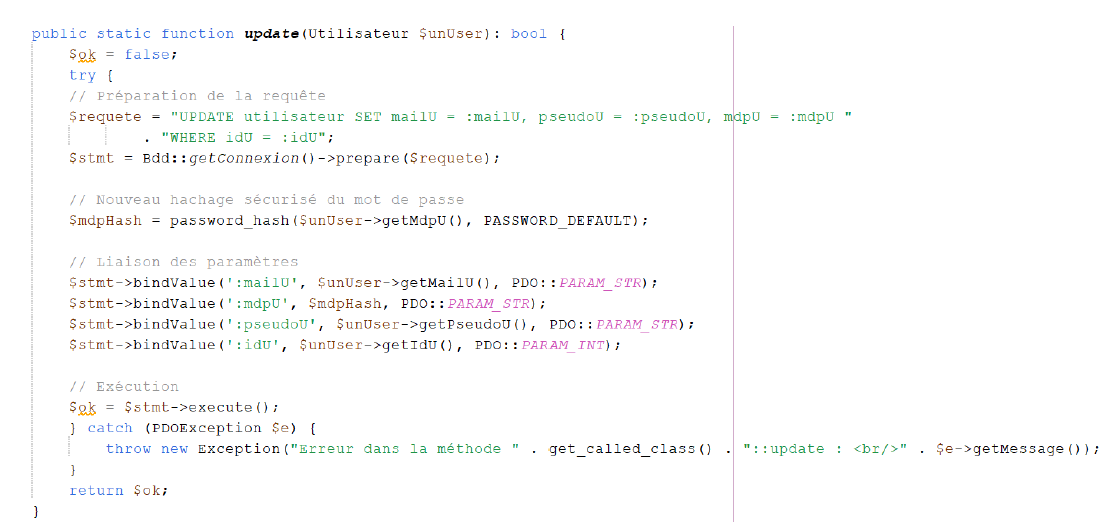 public static function update(Utilisateur $unUser): bool {
$ok = false;
try {
// Préparation de la requête
$requete = "UPDATE utilisateur SET mailU = :mailU, pseudoU = :pseudoU, mdpU = :mdpU "
. "WHERE idU = :idU";
$stmt = Bdd::getConnexion()->prepare($requete);
// Nouveau hachage sécurisé du mot de passe
$mdpHash = password_hash($unUser->getMdpU(), PASSWORD_DEFAULT);
// Liaison des paramètres
$stmt->bindValue(':mailU', $unUser->getMailU(), PDO::PARAM_STR);
$stmt->bindValue(':mdpU', $mdpHash, PDO::PARAM_STR);
$stmt->bindValue(':pseudoU', $unUser->getPseudoU(), PDO::PARAM_STR);
$stmt->bindValue(':idU', $unUser->getIdU(), PDO::PARAM_INT);
// Exécution
$ok = $stmt->execute();
} catch (PDOException $e) {
throw new Exception("Erreur dans la méthode " . get_called_class() . "::update : <br/>" . $e->getMessage());
}
return $ok;
}